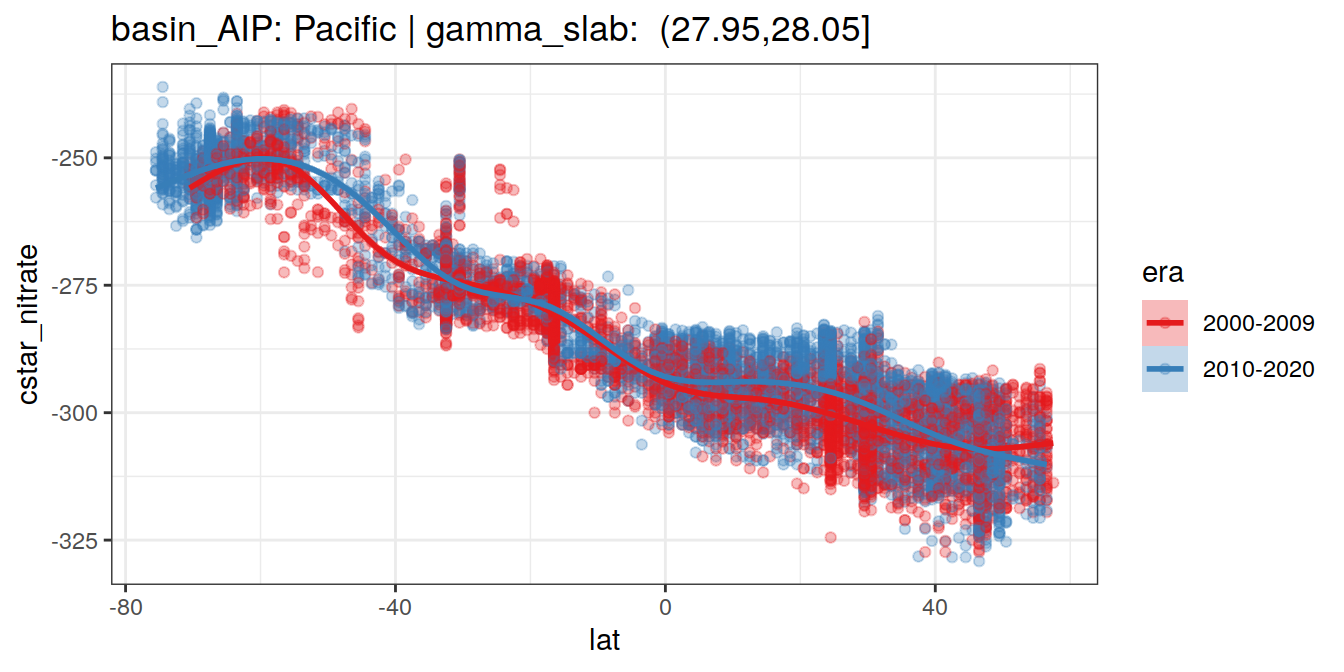 basin_AIP: Pacific | gamma_slab:  (27.95,28.05]
cstar_nitrate
-250
-275
-300
-325
-80
-40
0
40
lat
era
2000-2009
2010-2020